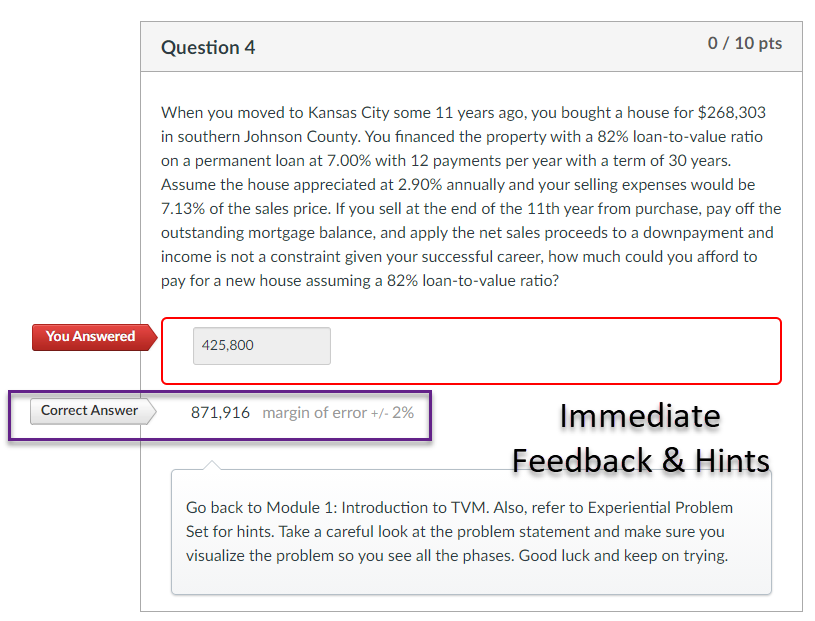 Question 4
0 / 10 pts
When you moved to Kansas City some 11 years ago, you bought a house for $268,303
in southern Johnson County. You financed the property with a 82% loan-to-value ratio
on a permanent loan at 7.00% with 12 payments per year with a term of 30 years.
Assume the house appreciated at 2.90% annually and your selling expenses would be
7.13% of the sales price. If you sell at the end of the 11th year from purchase, pay off the
outstanding mortgage balance, and apply the net sales proceeds to a downpayment and
income is not a constraint given your successful career, how much could you afford to
pay for a new house assuming a 82% loan-to-value ratio?
You Answered
425,800
Correct Answer
871,916 margin of error +/- 2%
Immediate
Feedback & Hints
Go back to Module 1: Introduction to TVM. Also, refer to Experiential Problem
Set for hints. Take a careful look at the problem statement and make sure you
visualize the problem so you see all the phases. Good luck and keep on trying.